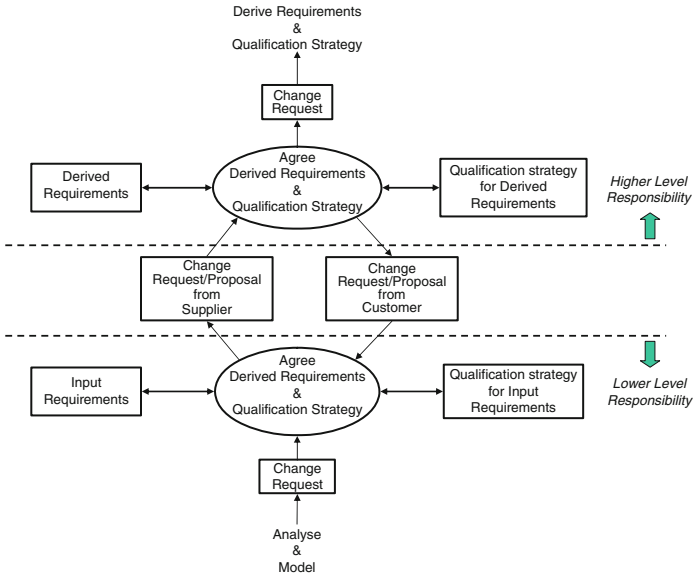 Derive Requirements
&
Qualification Strategy
Change
Request
Agree
Derived Requirements
&
Qualification Strategy
Derived
Requirements
Qualification strategy
for Derived
Requirements
Higher Level
Responsibility
Change
Request/Proposal
from
Supplier
Change
Request/Proposal
from
Customer
Agree
Derived Requirements
&
Qualification Strategy
Input
Requirements
Qualification strategy
for Input
Requirements
Lower Level
Responsibility
Change
Request
Analyse
&
Model